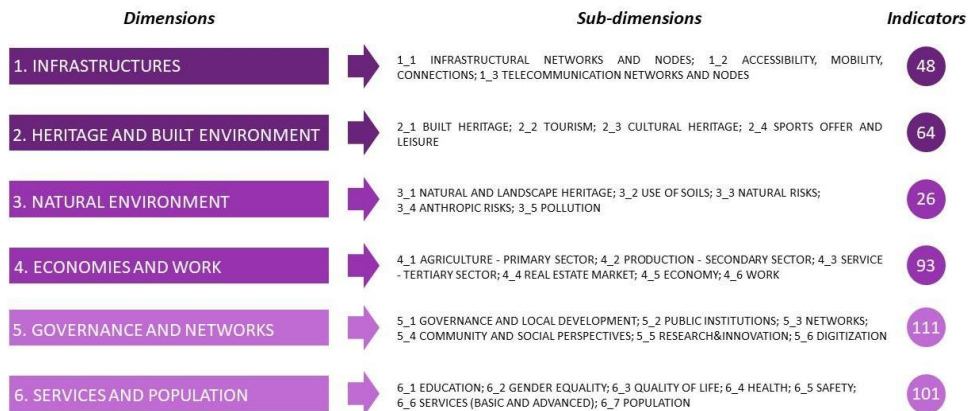 Dimensions Sub-dimensions Indicators
1. INFRASTRUCTURES
1_1 INFRASTRUCTURAL NETWORKS AND NODES; 1_2 ACCESSIBILITY, MOBILITY,
CONNECTIONS; 1_3 TELECOMMUNICATION NETWORKS AND NODES
48
2. HERITAGE AND BUILT ENVIRONMENT
2_1 BUILT HERITAGE; 2_2 TOURISM; 2_3 CULTURAL HERITAGE; 2_4 SPORTS OFFER AND
LEISURE
64
3. NATURAL ENVIRONMENT
3_1 NATURAL AND LANDSCAPE HERITAGE; 3_2 USE OF SOILS; 3_3 NATURAL RISKS;
3_4 ANTHROPIC RISKS; 3_5 POLLUTION
26
4. ECONOMIES AND WORK
4_1 AGRICULTURE - PRIMARY SECTOR; 4_2 PRODUCTION - SECONDARY SECTOR; 4_3 SERVICE
- TERTIARY SECTOR; 4_4 REAL ESTATE MARKET; 4_5 ECONOMY; 4_6 WORK
93
5. GOVERNANCE AND NETWORKS
5_1 GOVERNANCE AND LOCAL DEVELOPMENT; 5_2 PUBLIC INSTITUTIONS; 5_3 NETWORKS;
5_4 COMMUNITY AND SOCIAL PERSPECTIVES; 5_5 RESEARCH&INNOVATION; 5_6 DIGITIZATION
111
6. SERVICES AND POPULATION
6_1 EDUCATION; 6_2 GENDER EQUALITY; 6_3 QUALITY OF LIFE; 6_4 HEALTH; 6_5 SAFETY;
6_6 SERVICES (BASIC AND ADVANCED); 6_7 POPULATION
101